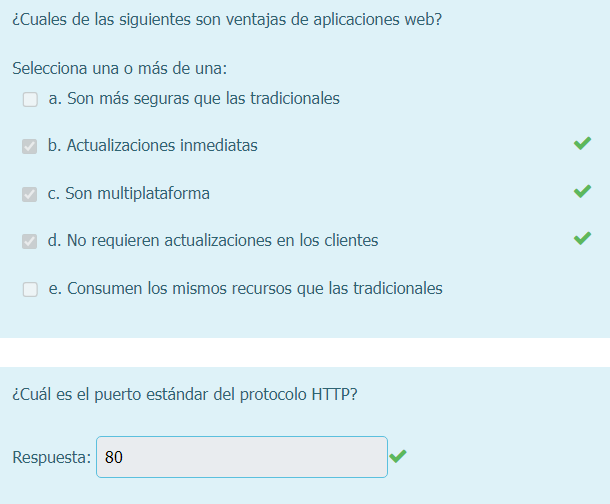 ¿Cuales de las siguientes son ventajas de aplicaciones web?
Selecciona una o más de una:
a. Son más seguras que las tradicionales
b. Actualizaciones inmediatas
c. Son multiplataforma
d. No requieren actualizaciones en los clientes
e. Consumen los mismos recursos que las tradicionales
¿Cuál es el puerto estándar del protocolo HTTP?
Respuesta: 80